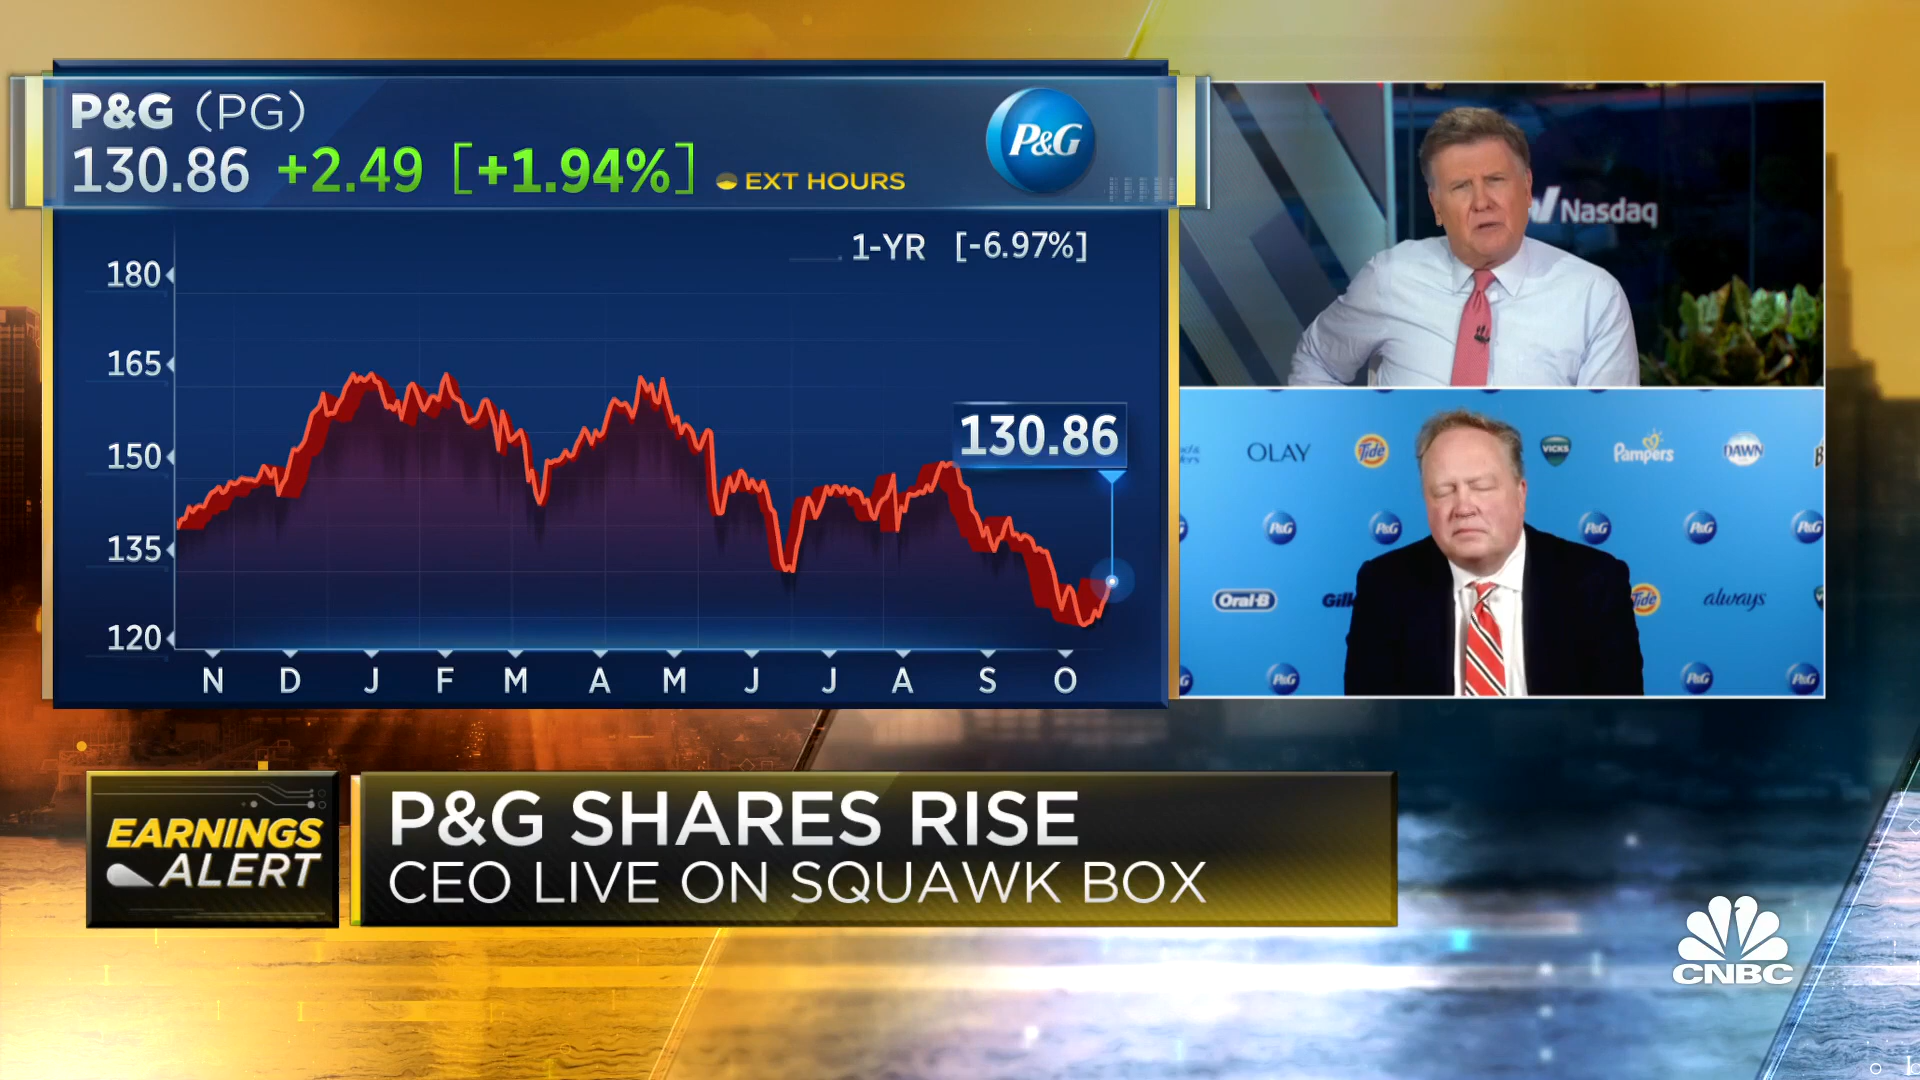 P&G (PG)
130.86 +2.49 [+1.94%] EXT HOURS
P&G
1-YR [-6.97%]
180
165
150
135
120
130.86
N D J F M A M J J A S O
Nasdaq
OLAY Tide VICKS Pampers DAWN
P&G P&G P&G P&G P&G
Oral-B Gill Tide always
P&G P&G P&G
EARNINGS
ALERT
P&G SHARES RISE
CEO LIVE ON SQUAWK BOX
CNBC